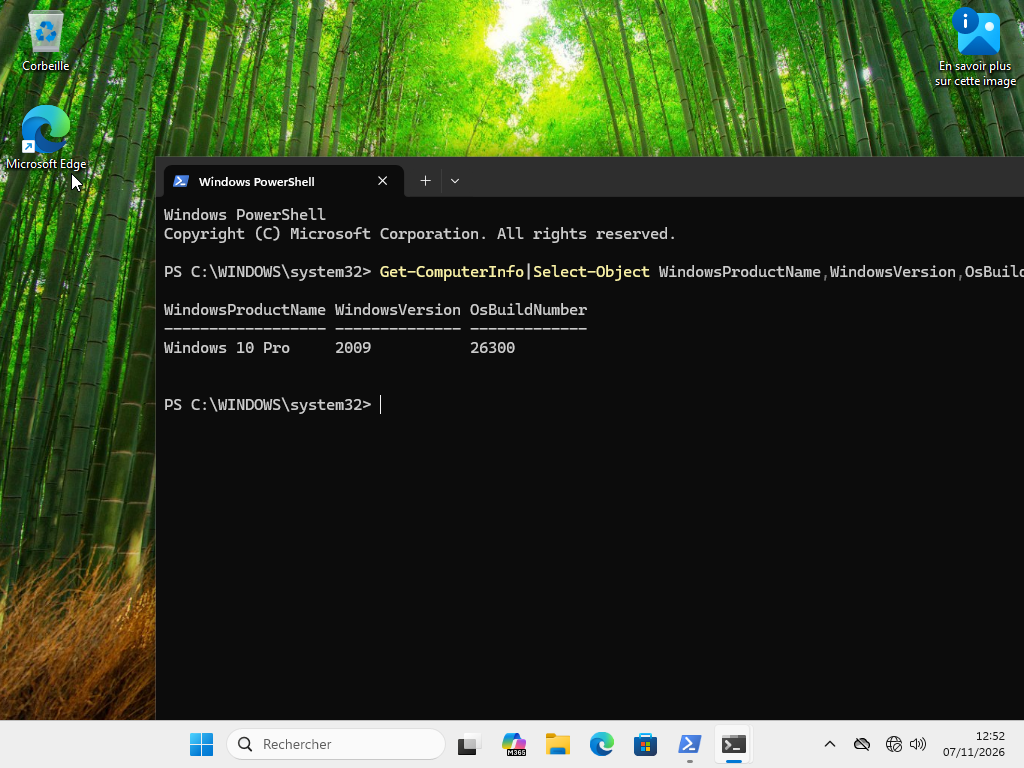 Corbeille
En savoir plus
sur cette image
Microsoft Edge
Windows PowerShell
Windows PowerShell
Copyright (C) Microsoft Corporation. All rights reserved.
PS C:\WINDOWS\system32> Get-ComputerInfo|Select-Object WindowsProductName,WindowsVersion,OsBuild
WindowsProductName WindowsVersion OsBuildNumber
------------------ -------------- -------------
Windows 10 Pro 2009 26300
PS C:\WINDOWS\system32>
Rechercher
M365
12:52
07/11/2026